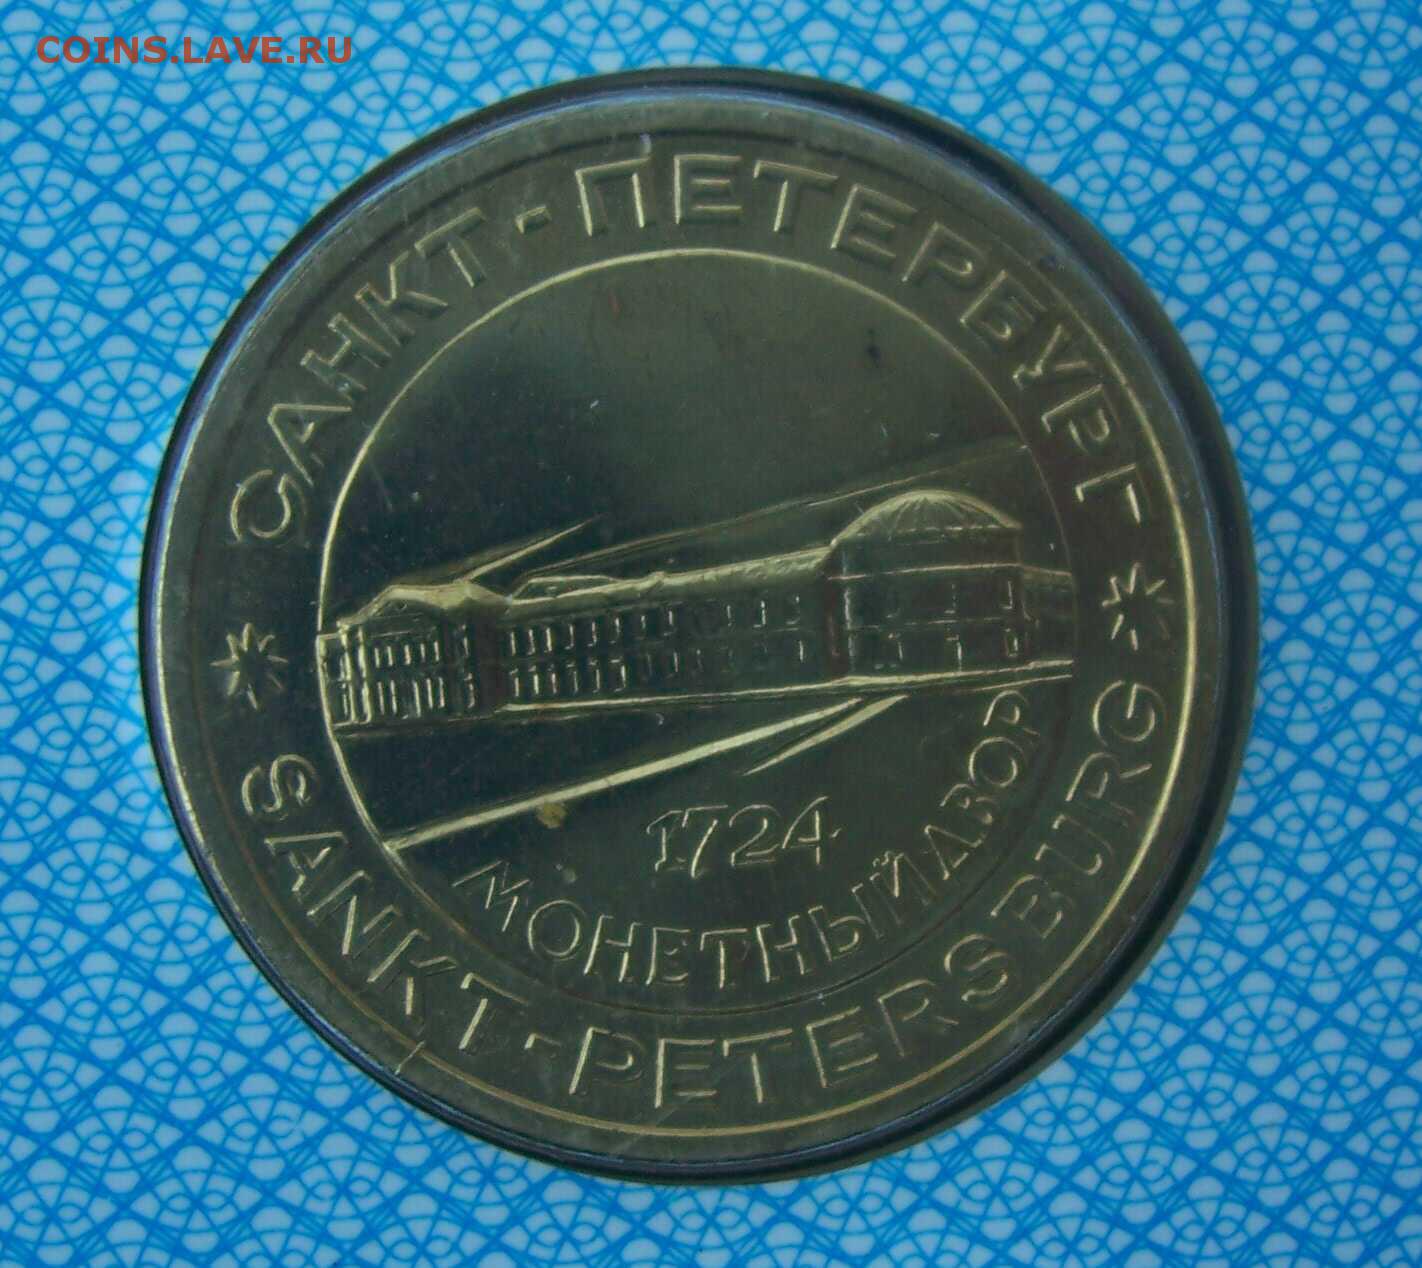 COINS.LAVE.RU
САНКТ-ПЕТЕРБУРГ
1724
МОНЕТНЫЙ ДВОР
SANKT-PETERSBURG